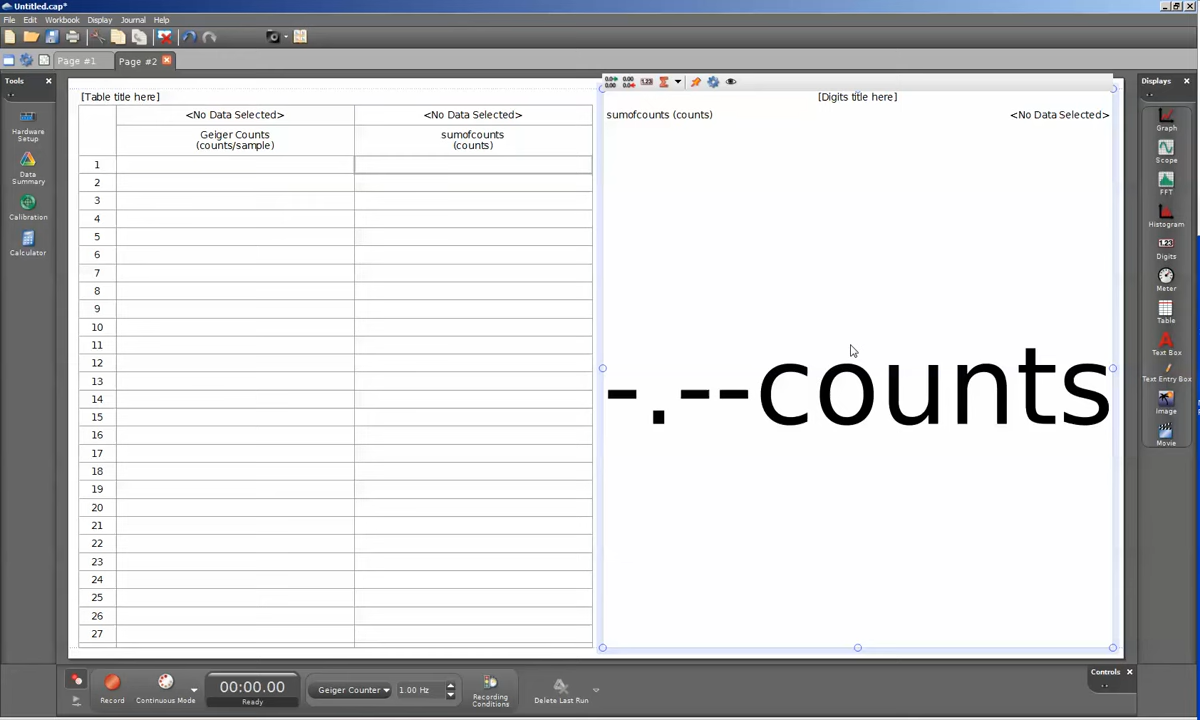 Untitled.cap*
File Edit Workbook Display Journal Help
Page #1 Page #2
Tools
Hardware
Setup
Data
Summary
Calibration
Calculator
[Table title here]
<No Data Selected> <No Data Selected>
Geiger Counts
(counts/sample)
sumofcounts
(counts)
1
2
3
4
5
6
7
8
9
10
11
12
13
14
15
16
17
18
19
20
21
22
23
24
25
26
27
[Digits title here]
sumofcounts (counts) <No Data Selected>
-.--counts
Displays
Graph
Scope
FFT
Histogram
1.23
Digits
Meter
Table
Text Box
Text Entry Box
Image
Movie
Record
Continuous Mode
00:00.00
Ready
Geiger Counter 1.00 Hz
Recording
Conditions
Delete Last Run
Controls